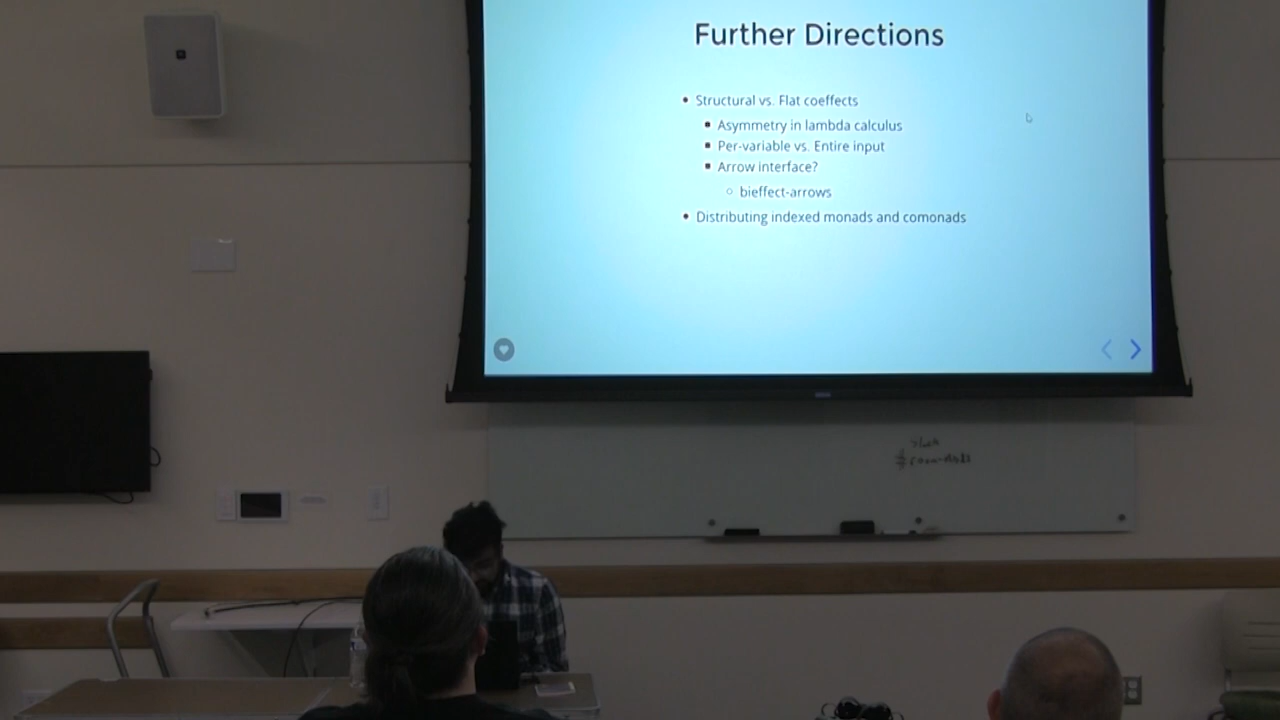 Further Directions
Structural vs. Flat coeffects
Asymmetry in lambda calculus
Per-variable vs. Entire input
Arrow interface?
bieffect-arrows
Distributing indexed monads and comonads